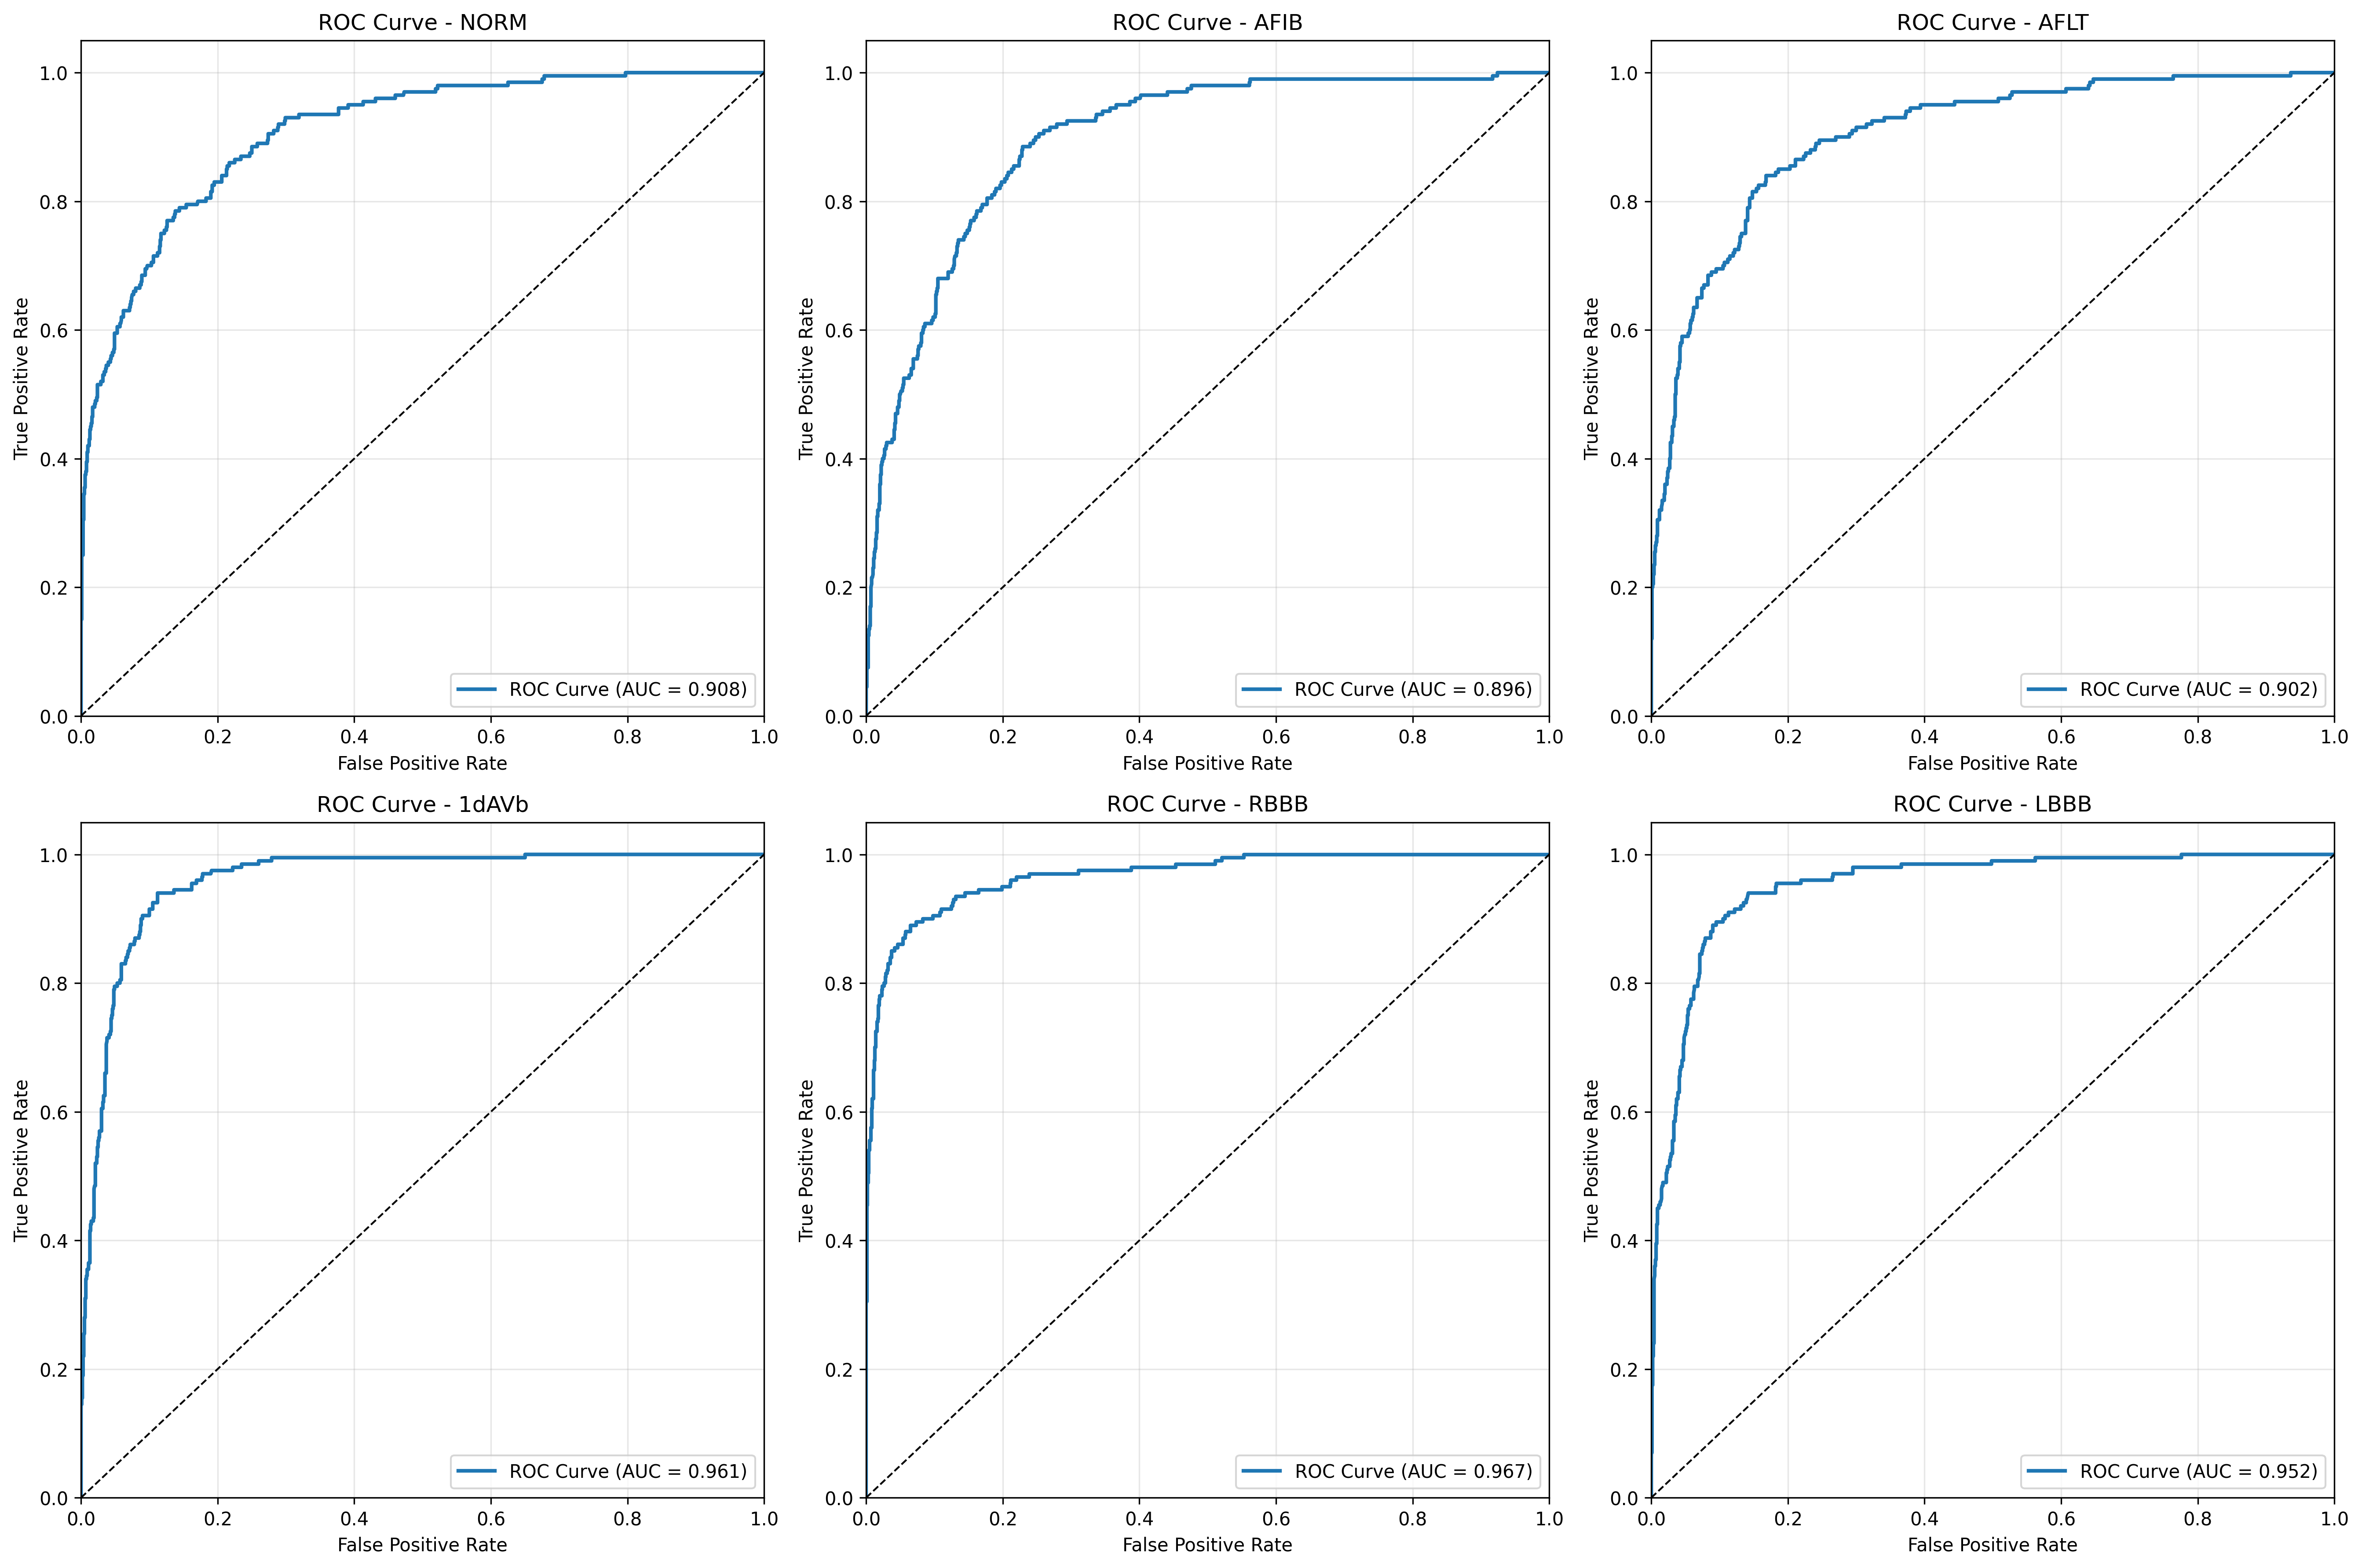 ROC Curve - NORM
True Positive Rate
1.0
0.8
0.6
0.4
0.2
0.0
ROC Curve (AUC = 0.908)
0.0 0.2 0.4 0.6 0.8 1.0
False Positive Rate
ROC Curve - AFIB
True Positive Rate
1.0
0.8
0.6
0.4
0.2
0.0
ROC Curve (AUC = 0.896)
0.0 0.2 0.4 0.6 0.8 1.0
False Positive Rate
ROC Curve - AFLT
True Positive Rate
1.0
0.8
0.6
0.4
0.2
0.0
ROC Curve (AUC = 0.902)
0.0 0.2 0.4 0.6 0.8 1.0
False Positive Rate
ROC Curve - 1dAVb
True Positive Rate
1.0
0.8
0.6
0.4
0.2
0.0
ROC Curve (AUC = 0.961)
0.0 0.2 0.4 0.6 0.8 1.0
False Positive Rate
ROC Curve - RBBB
True Positive Rate
1.0
0.8
0.6
0.4
0.2
0.0
ROC Curve (AUC = 0.967)
0.0 0.2 0.4 0.6 0.8 1.0
False Positive Rate
ROC Curve - LBBB
True Positive Rate
1.0
0.8
0.6
0.4
0.2
0.0
ROC Curve (AUC = 0.952)
0.0 0.2 0.4 0.6 0.8 1.0
False Positive Rate